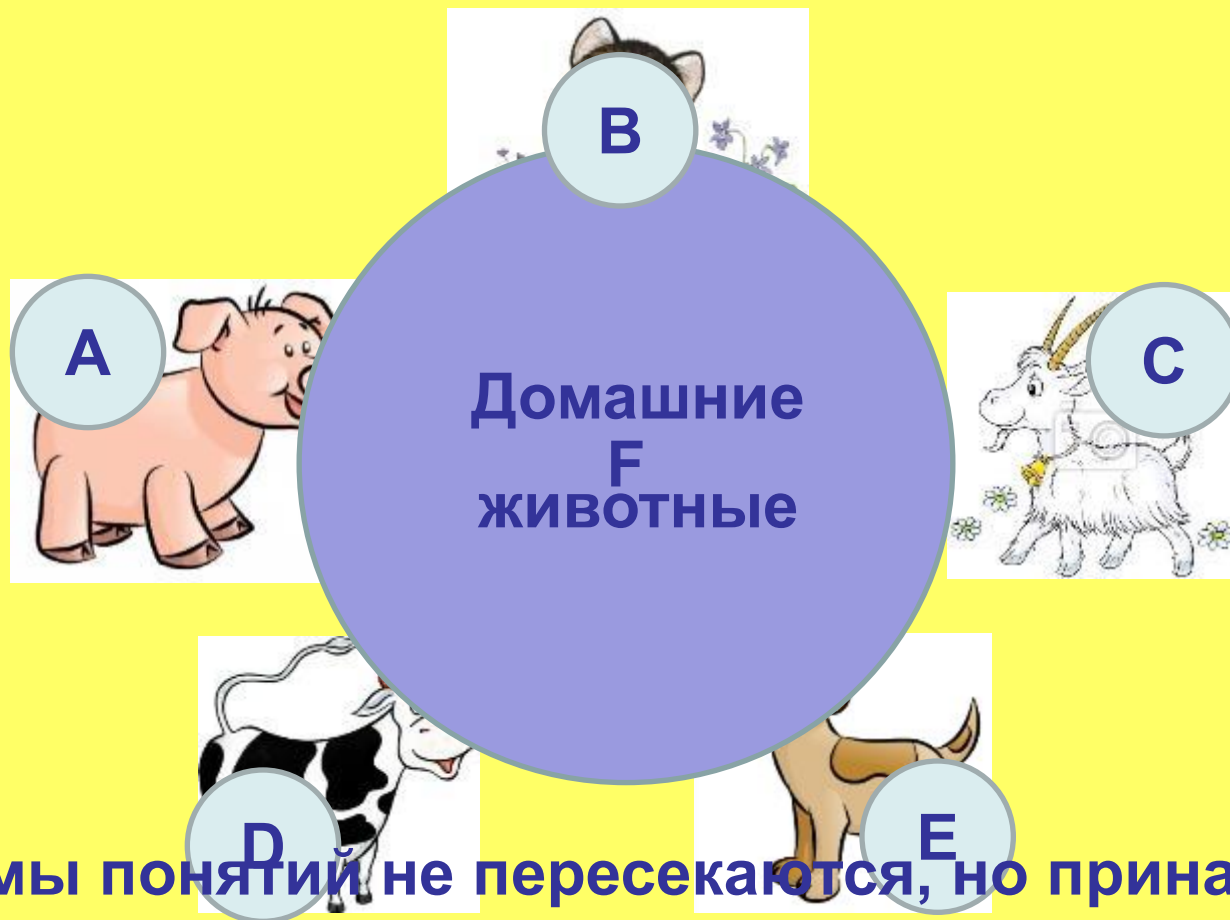 B
A
C
Домашние
F
животные
D
E
мы понятий не пересекаются, но прина